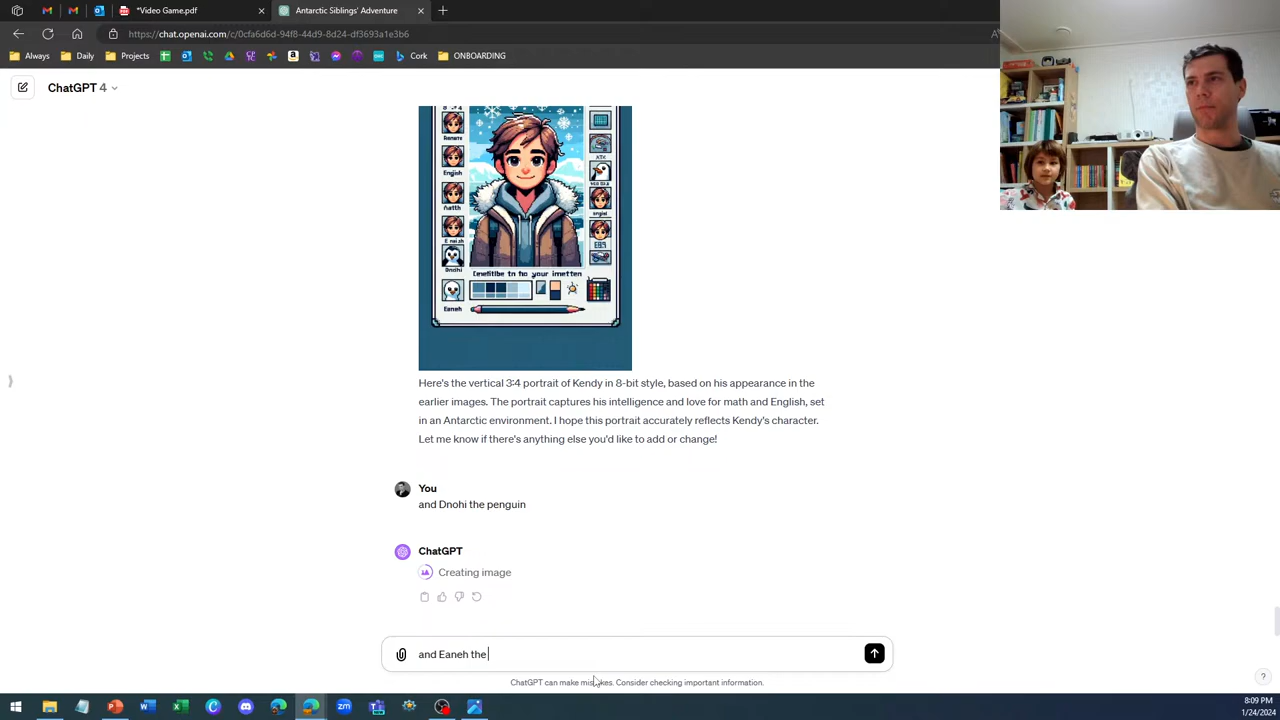 *Video Game.pdf
Antarctic Siblings' Adventure
https://chat.openai.com/c/0cfa6d6d-94f8-44d9-8d24-df3693a1e3b6
Always
Daily
Projects
Cork
ONBOARDING
ChatGPT 4
Engjish
Dnohi
Eaneh
Here's the vertical 3:4 portrait of Kendy in 8-bit style, based on his appearance in the
earlier images. The portrait captures his intelligence and love for math and English, set
in an Antarctic environment. I hope this portrait accurately reflects Kendy's character.
Let me know if there's anything else you'd like to add or change!
You
and Dnohi the penguin
ChatGPT
Creating image
and Eaneh the
ChatGPT can make mistakes. Consider checking important information.
?
8:09 PM
1/24/2024